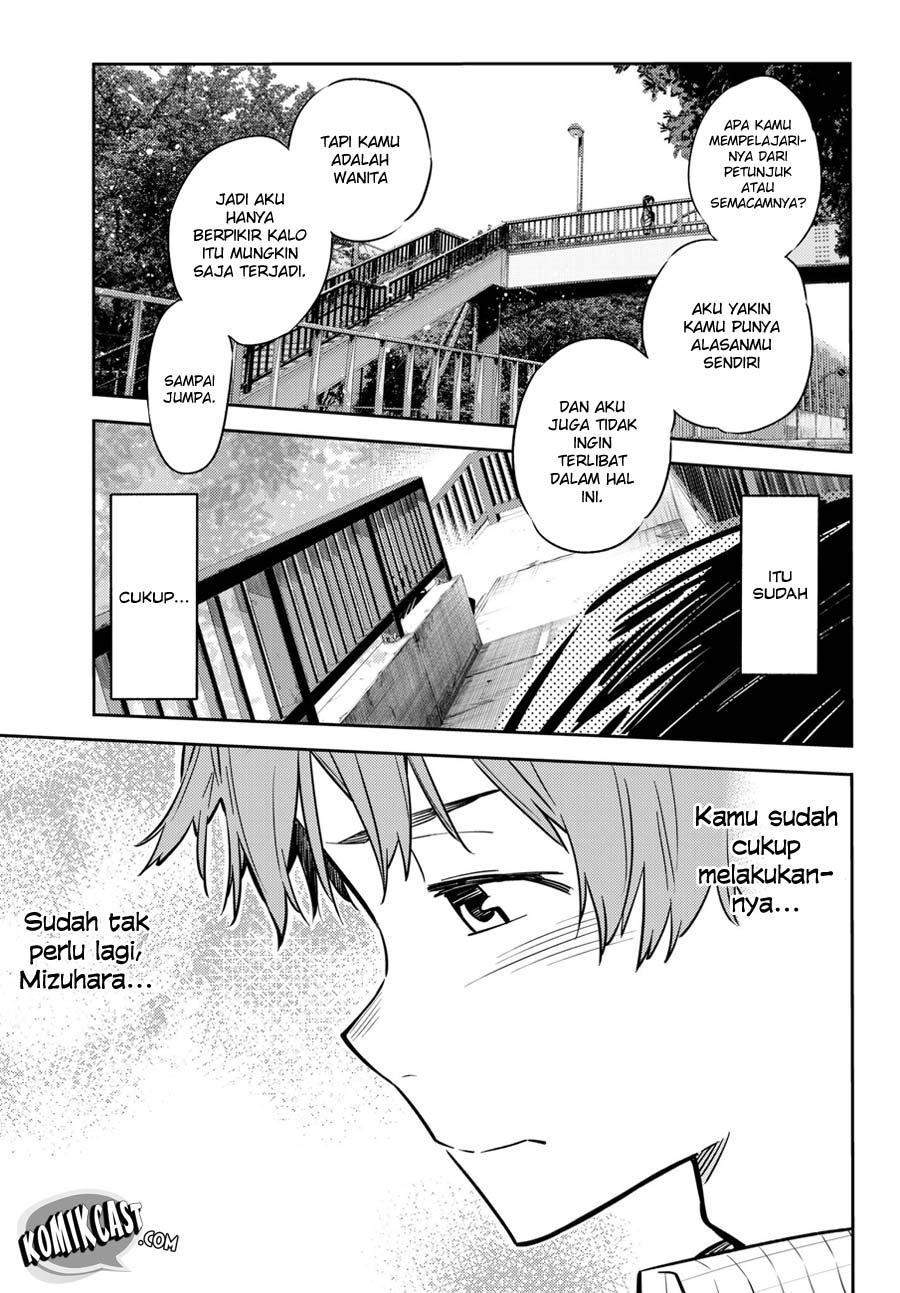 APA KAMU
MEMPELAJARI-
NYA DARI
PETUNJUK
ATAU
SEMACAMNYA?
AKU YAKIN
KAMU PUNYA
ALASANMU
SENDIRI
DAN AKU
JUGA TIDAK
INGIN
TERLIBAT
DALAM HAL
INI.
TAPI KAMU
ADALAH
WANITA
JADI AKU
HANYA
BERPIKIR KALO
ITU MUNGKIN
SAJA TERJADI.
SAMPAI
JUMPA.
ITU
SUDAH
CUKUP...
Kamu sudah
cukup
melakukan-
nya...
Sudah tak
perlu lagi,
Mizuhara...
KOMIKCAST
.COM